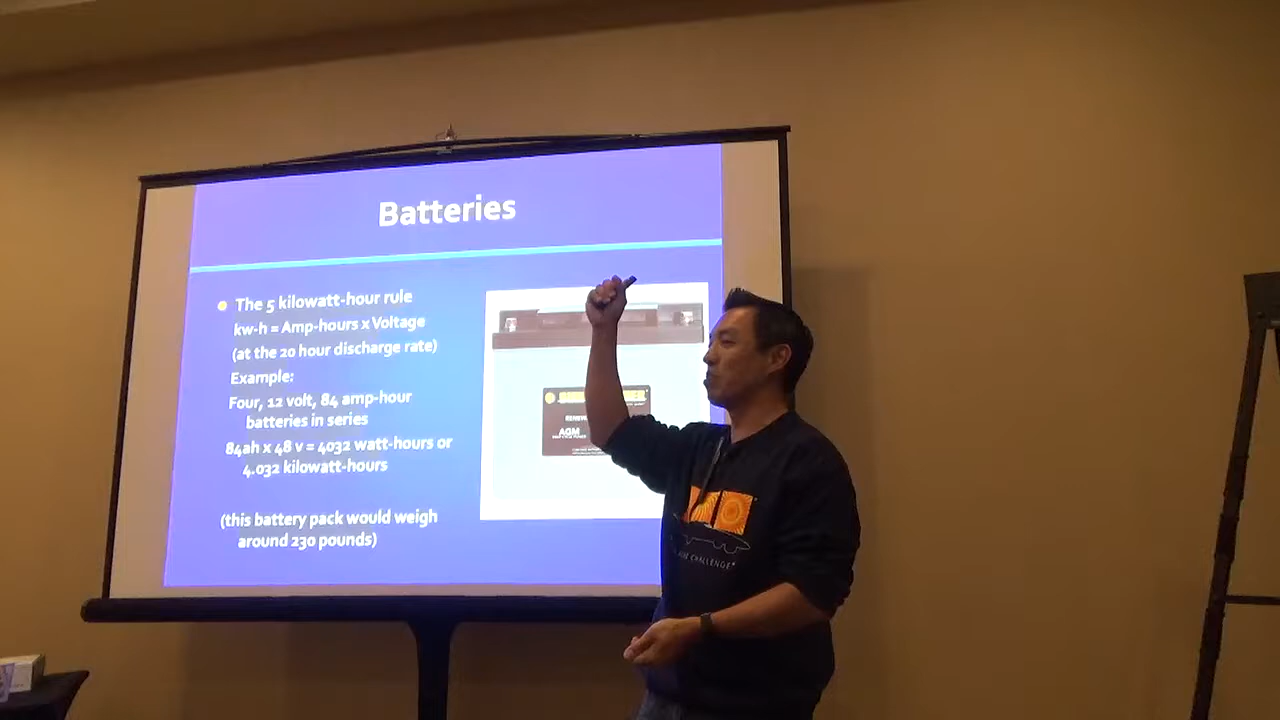 Batteries
The 5 kilowatt-hour rule
kw-h = Amp-hours x Voltage
(at the 20 hour discharge rate)
Example:
Four, 12 volt, 84 amp-hour
batteries in series
84ah x 48 v = 4032 watt-hours or
4.032 kilowatt-hours
(this battery pack would weigh
around 230 pounds)
AGM
CHALLENGE